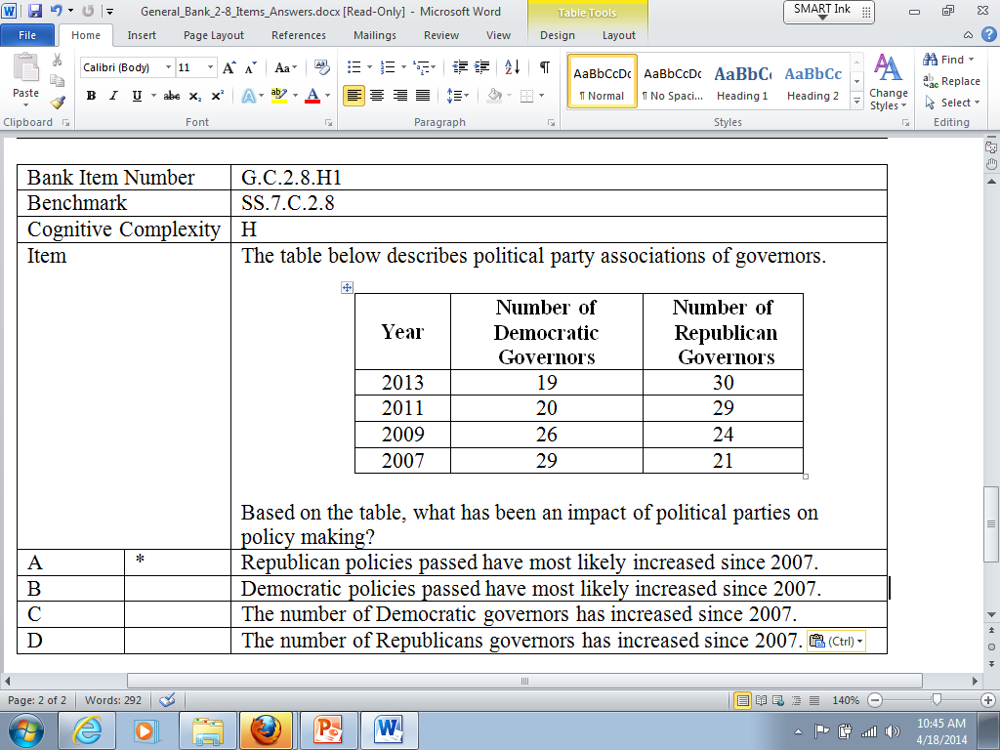 General_Bank_2-8_Items_Answers.docx [Read-Only] - Microsoft Word
Table Tools
SMART Ink
File Home Insert Page Layout References Mailings Review View Design Layout
Paste
Calibri (Body) 11
AaBbCcDc AaBbCcDc AaBbC AaBbCc
¶ Normal ¶ No Spaci... Heading 1 Heading 2
Change Styles
Find
Replace
Select
Clipboard Font Paragraph Styles Editing
Bank Item Number G.C.2.8.H1
Benchmark SS.7.C.2.8
Cognitive Complexity H
Item The table below describes political party associations of governors.
Year Number of Democratic Governors Number of Republican Governors
2013 19 30
2011 20 29
2009 26 24
2007 29 21
Based on the table, what has been an impact of political parties on
policy making?
A * Republican policies passed have most likely increased since 2007.
B Democratic policies passed have most likely increased since 2007.
C The number of Democratic governors has increased since 2007.
D The number of Republicans governors has increased since 2007. (Ctrl)
Page: 2 of 2 Words: 292 140%
10:45 AM
4/18/2014